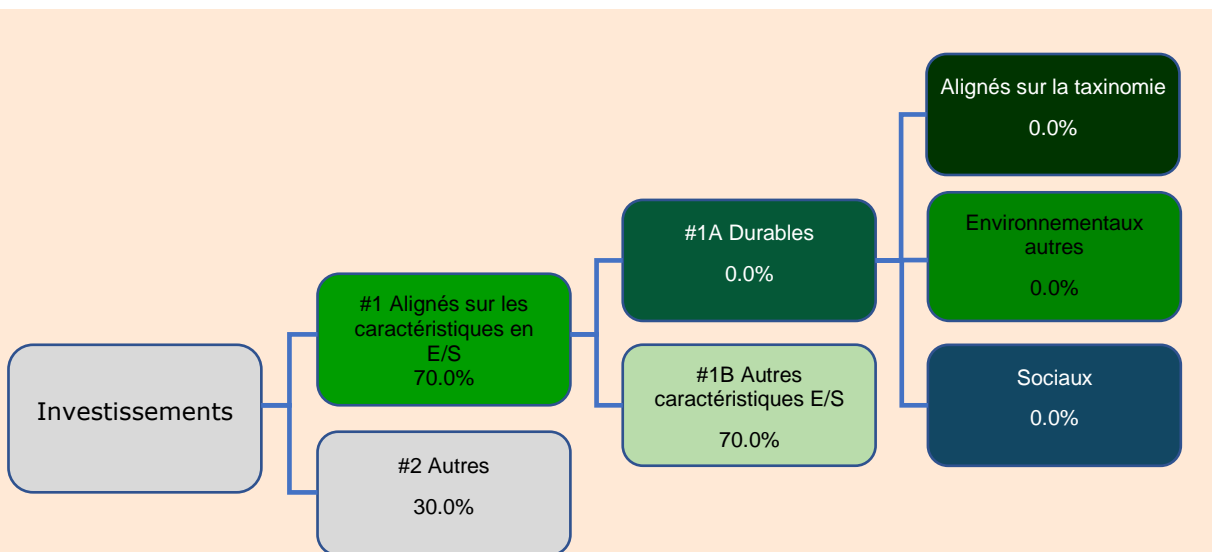 Investissements
#1 Alignés sur les
caractéristiques en
E/S
70.0%
#2 Autres
30.0%
#1A Durables
0.0%
#1B Autres
caractéristiques E/S
70.0%
Alignés sur la taxinomie
0.0%
Environnementaux
autres
0.0%
Sociaux
0.0%